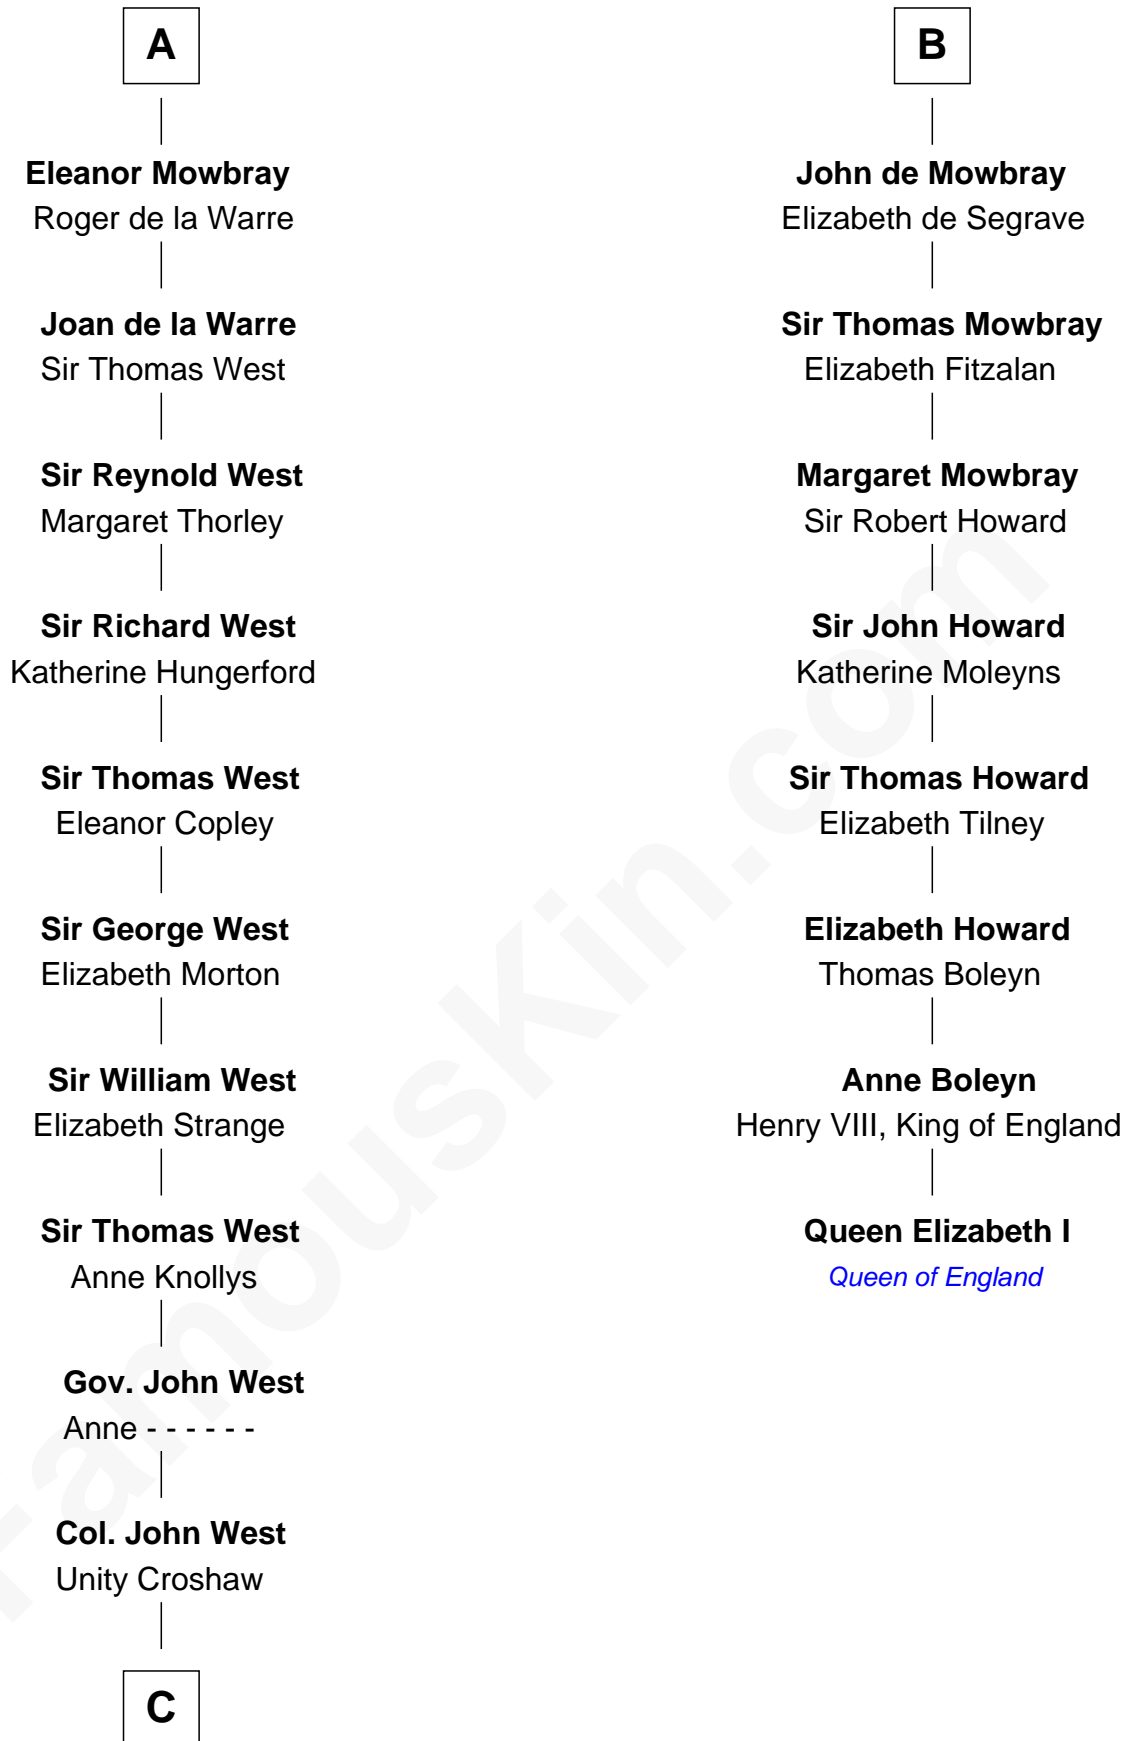 A
Eleanor Mowbray
Roger de la Warre
Joan de la Warre
Sir Thomas West
Sir Reynold West
Margaret Thorley
Sir Richard West
Katherine Hungerford
Sir Thomas West
Eleanor Copley
Sir George West
Elizabeth Morton
Sir William West
Elizabeth Strange
Sir Thomas West
Anne Knollys
Gov. John West
Anne - - - - - -
Col. John West
Unity Croshaw
C
B
John de Mowbray
Elizabeth de Segrave
Sir Thomas Mowbray
Elizabeth Fitzalan
Margaret Mowbray
Sir Robert Howard
Sir John Howard
Katherine Moleyns
Sir Thomas Howard
Elizabeth Tilney
Elizabeth Howard
Thomas Boleyn
Anne Boleyn
Henry VIII, King of England
Queen Elizabeth I
Queen of England
FamousKin.com